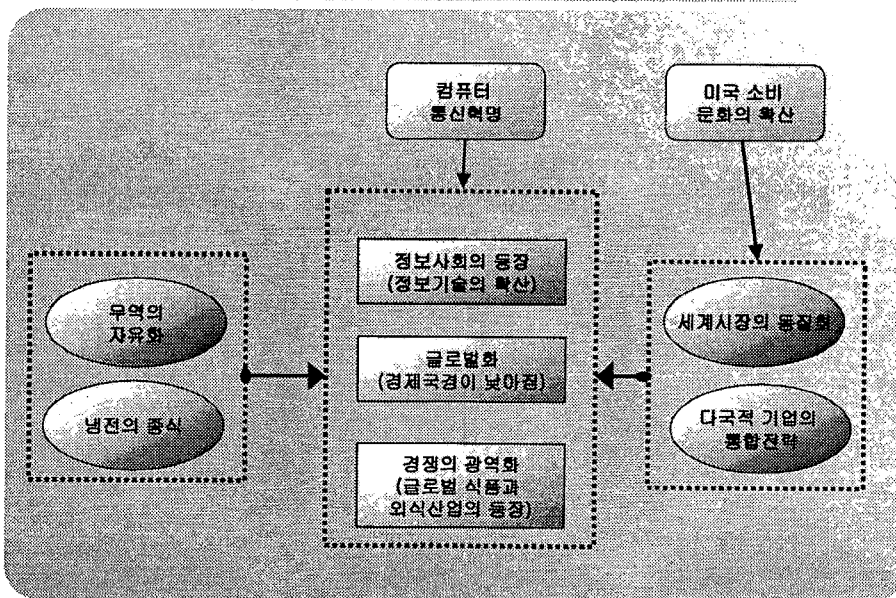 컴퓨터
통신혁명
미국 소비
문화의 확산
정보사회의 등장
(정보기술의 확산)
무역의
자유화
세계시장의 동질화
글로벌화
(경제국경이 낮아짐)
냉전의 종식
다국적 기업의
통합전략
경쟁의 광역화
(글로벌 식품과
외식산업의 등장)